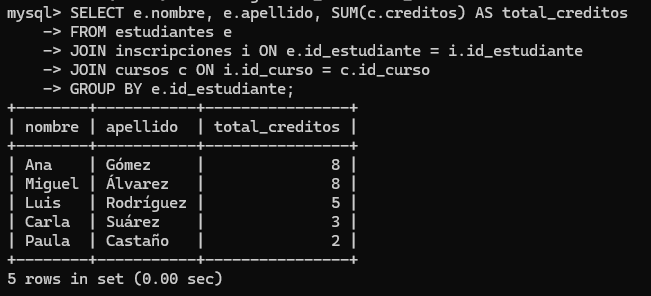 mysql> SELECT e.nombre, e.apellido, SUM(c.creditos) AS total_creditos
    -> FROM estudiantes e
    -> JOIN inscripciones i ON e.id_estudiante = i.id_estudiante
    -> JOIN cursos c ON i.id_curso = c.id_curso
    -> GROUP BY e.id_estudiante;
+--------+-----------+----------------+
| nombre | apellido  | total_creditos |
+--------+-----------+----------------+
| Ana    | Gómez     |              8 |
| Miguel | Álvarez   |              8 |
| Luis   | Rodríguez |              5 |
| Carla  | Suárez    |              3 |
| Paula  | Castaño   |              2 |
+--------+-----------+----------------+
5 rows in set (0.00 sec)